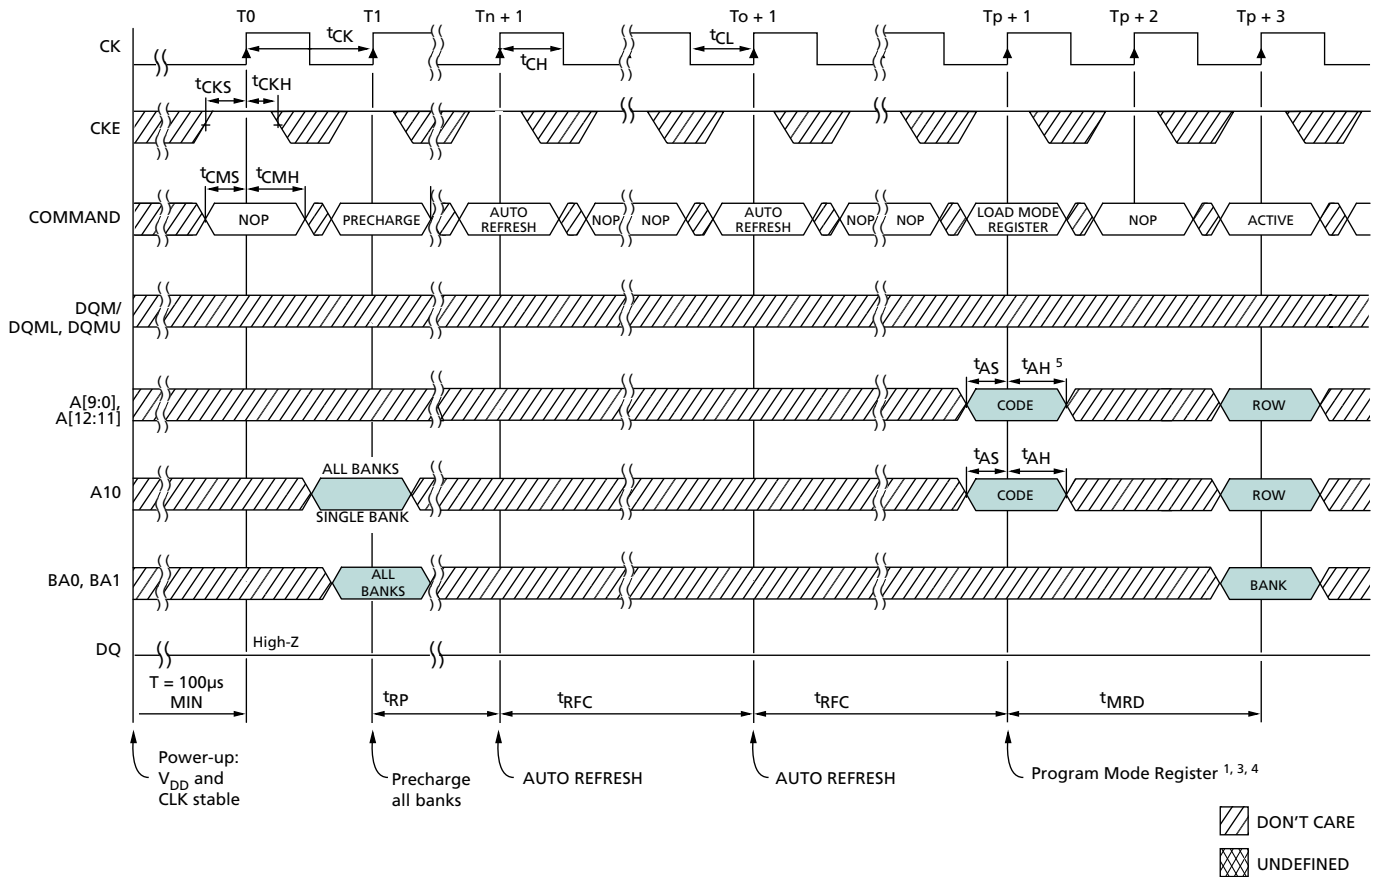 T0 T1 Tn + 1 To + 1 Tp + 1 Tp + 2 Tp + 3
CK
tCK
tCH
tCL
tCKS tCKH
CKE
tCMS tCMH
COMMAND
NOP PRECHARGE AUTO REFRESH NOP NOP AUTO REFRESH NOP NOP LOAD MODE REGISTER NOP ACTIVE
DQM/
DQML, DQMU
tAS tAH 5
A[9:0],
A[12:11]
CODE ROW
tAS tAH
ALL BANKS
A10
CODE ROW
SINGLE BANK
BA0, BA1
ALL BANKS
BANK
DQ
High-Z
T = 100µs
MIN
tRP tRFC tRFC tMRD
Power-up:
VDD and
CLK stable
Precharge
all banks
AUTO REFRESH
AUTO REFRESH
Program Mode Register 1, 3, 4
DON'T CARE
UNDEFINED